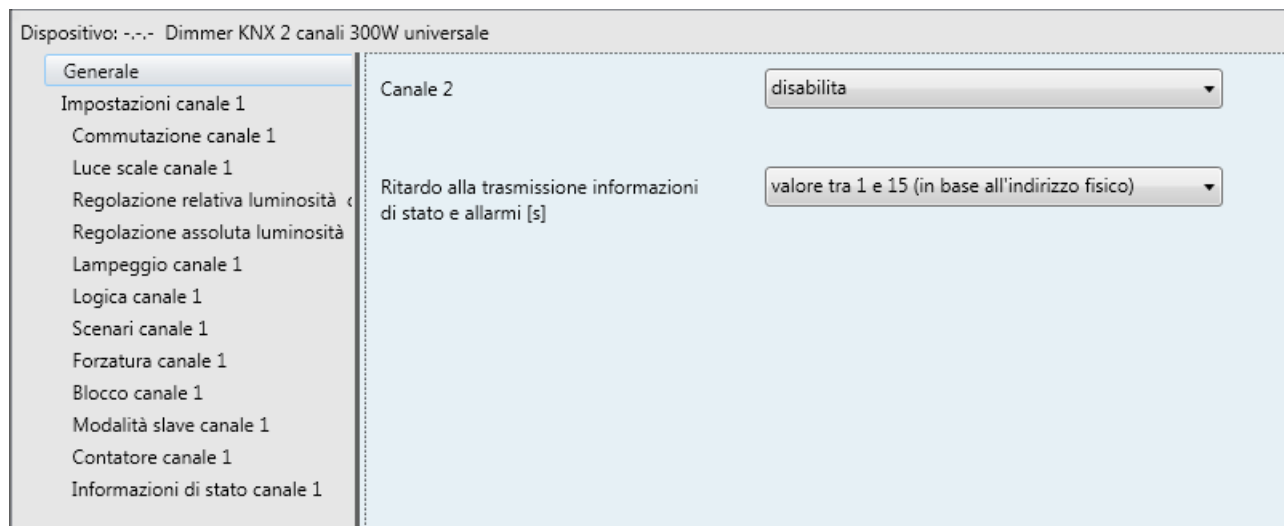 Dispositivo: -.-.- Dimmer KNX 2 canali 300W universale
Generale
Impostazioni canale 1
Commutazione canale 1
Luce scale canale 1
Regolazione relativa luminosità
Regolazione assoluta luminosità
Lampeggio canale 1
Logica canale 1
Scenari canale 1
Forzatura canale 1
Blocco canale 1
Modalità slave canale 1
Contatore canale 1
Informazioni di stato canale 1
Canale 2
disabilita
Ritardo alla trasmissione informazioni
di stato e allarmi [s]
valore tra 1 e 15 (in base all'indirizzo fisico)